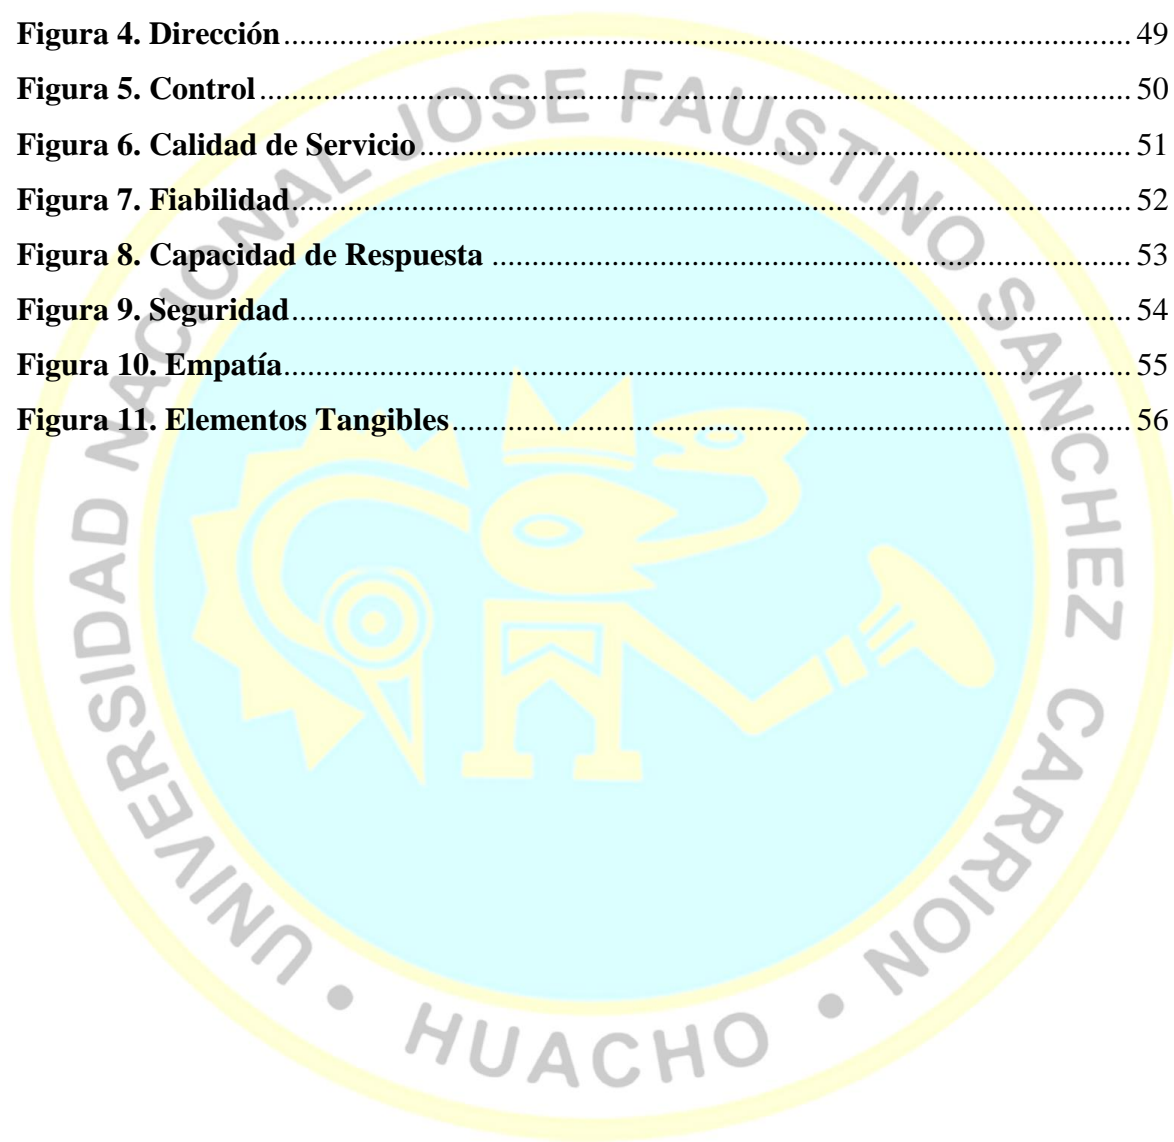 Figura 4. Dirección.......... 49
Figura 5. Control.......... 50
Figura 6. Calidad de Servicio.......... 51
Figura 7. Fiabilidad.......... 52
Figura 8. Capacidad de Respuesta.......... 53
Figura 9. Seguridad.......... 54
Figura 10. Empatía.......... 55
Figura 11. Elementos Tangibles.......... 56
UNIVERSIDAD NACIONAL JOSE FAUSTINO SANCHEZ CARRION • HUACHO •